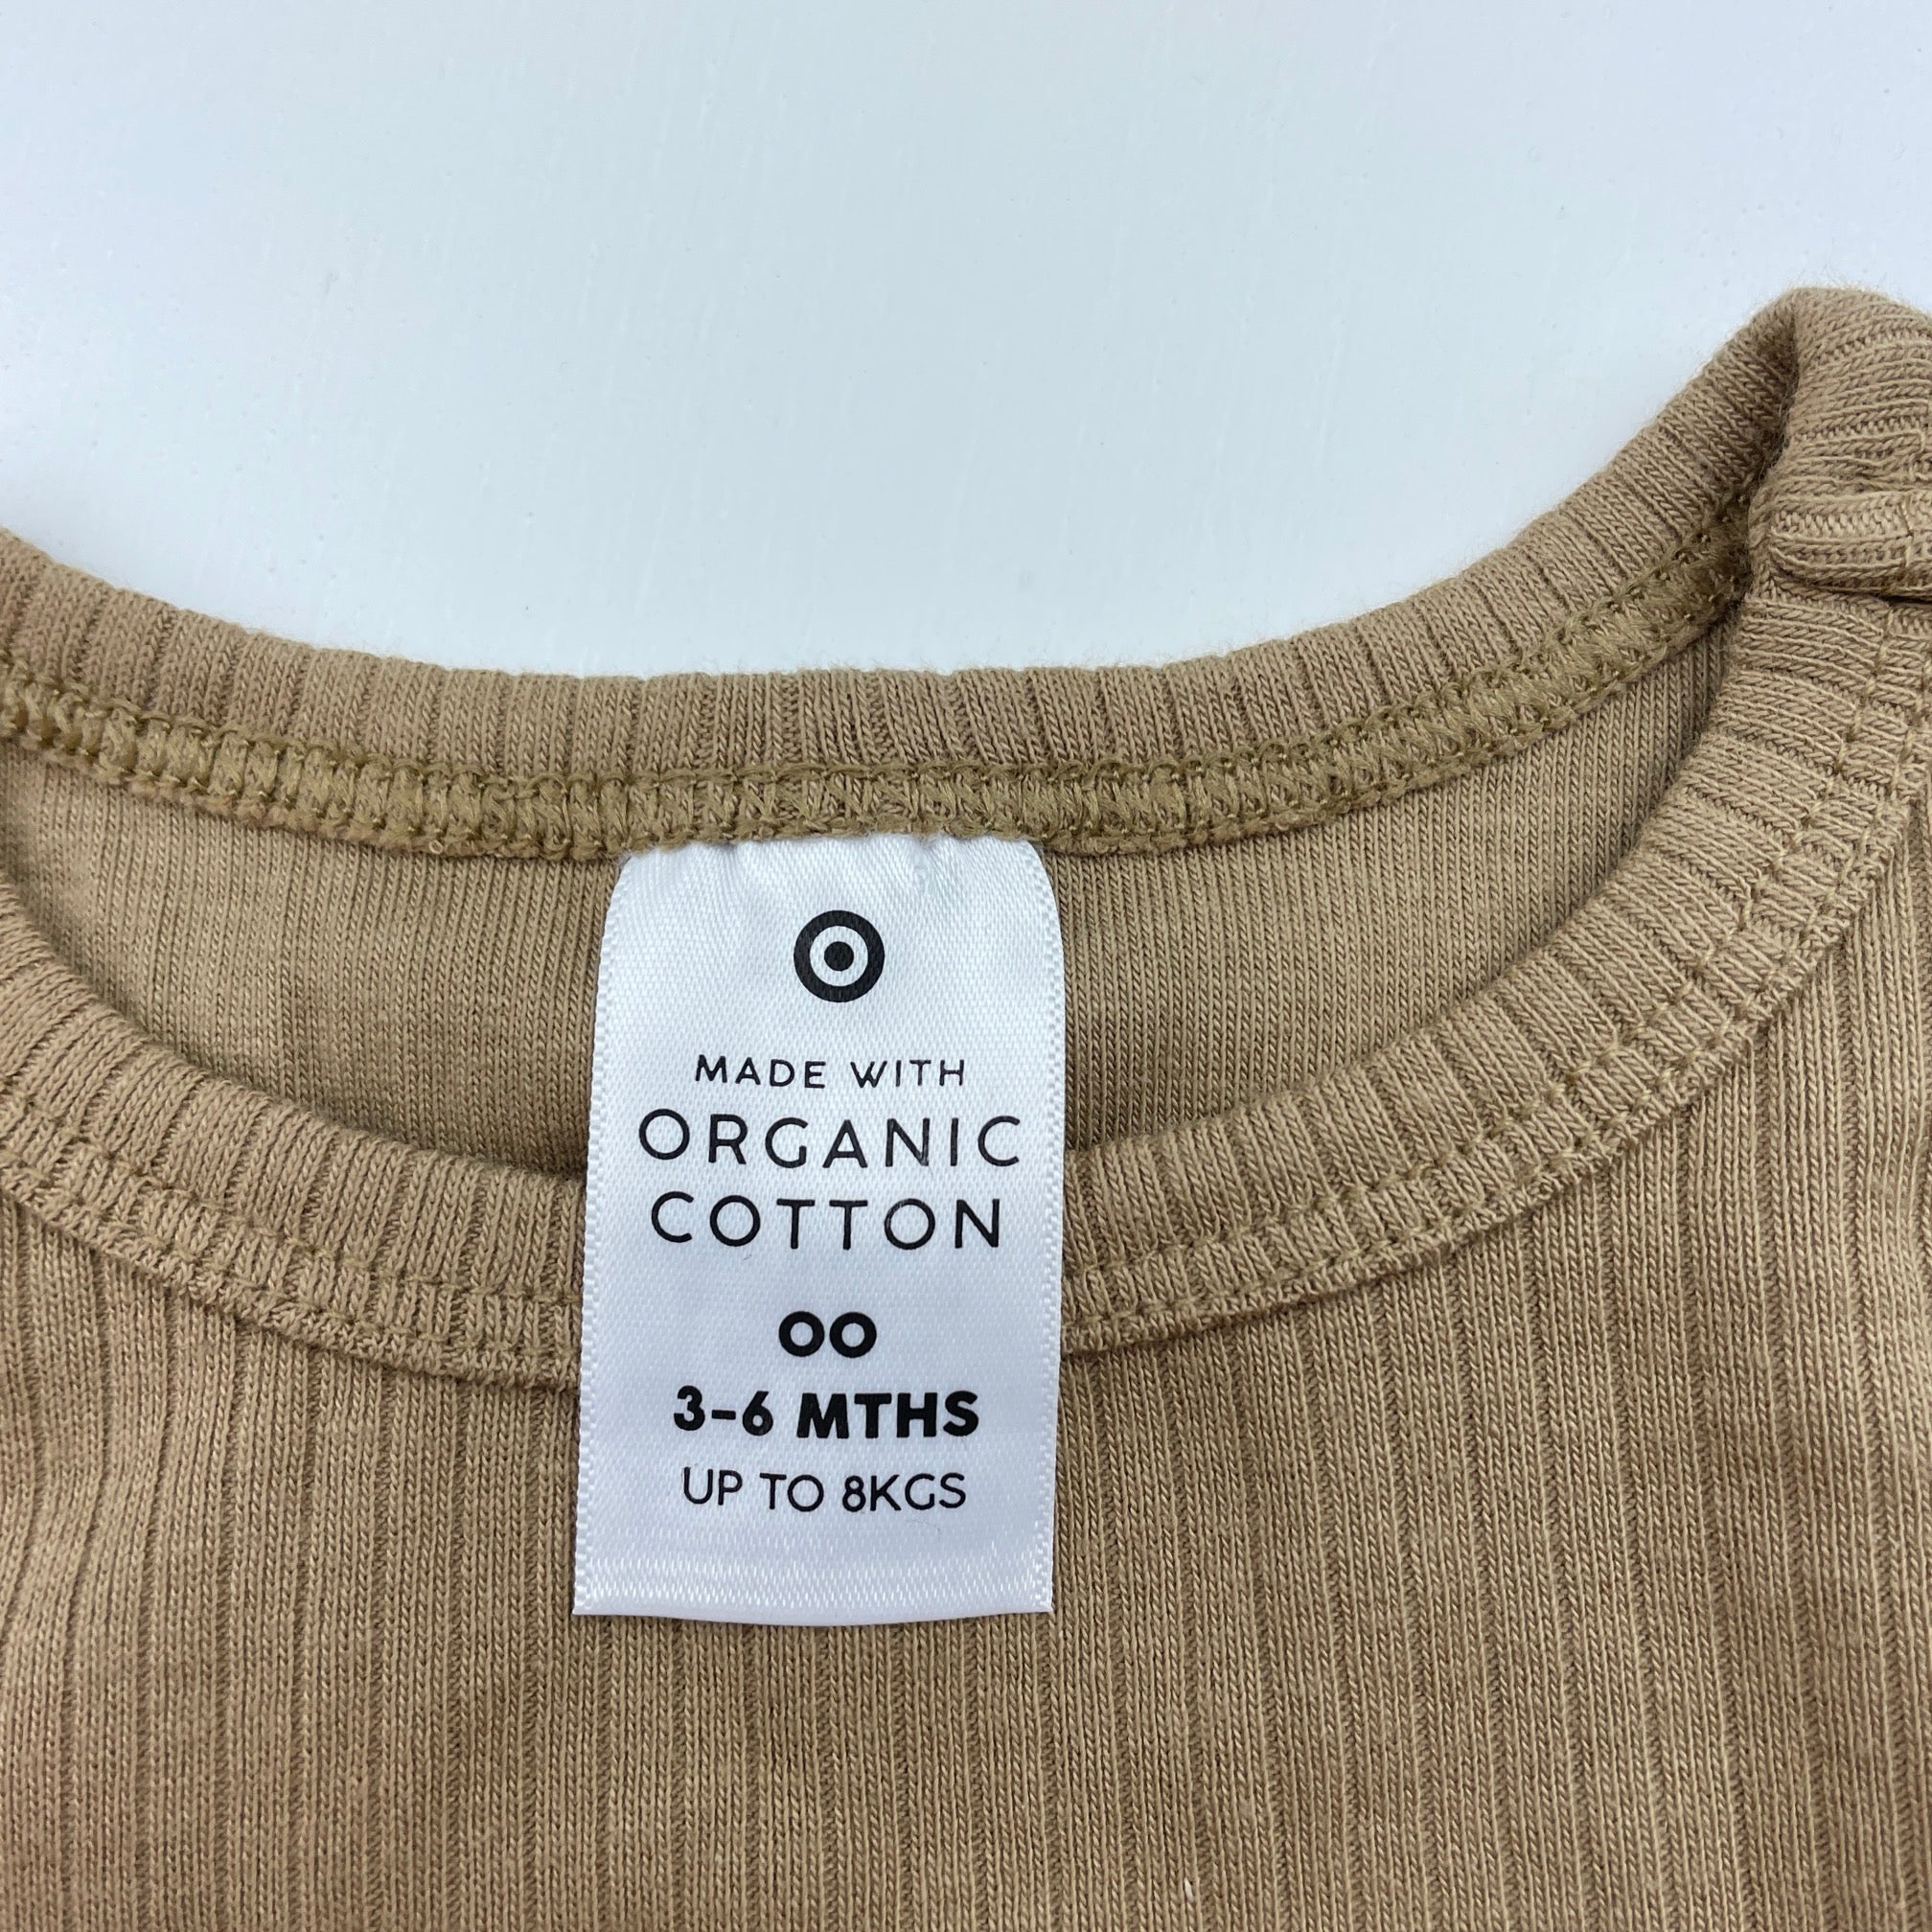 MADE WITH
ORGANIC
COTTON
00
3-6 MTHS
UP TO 8KGS